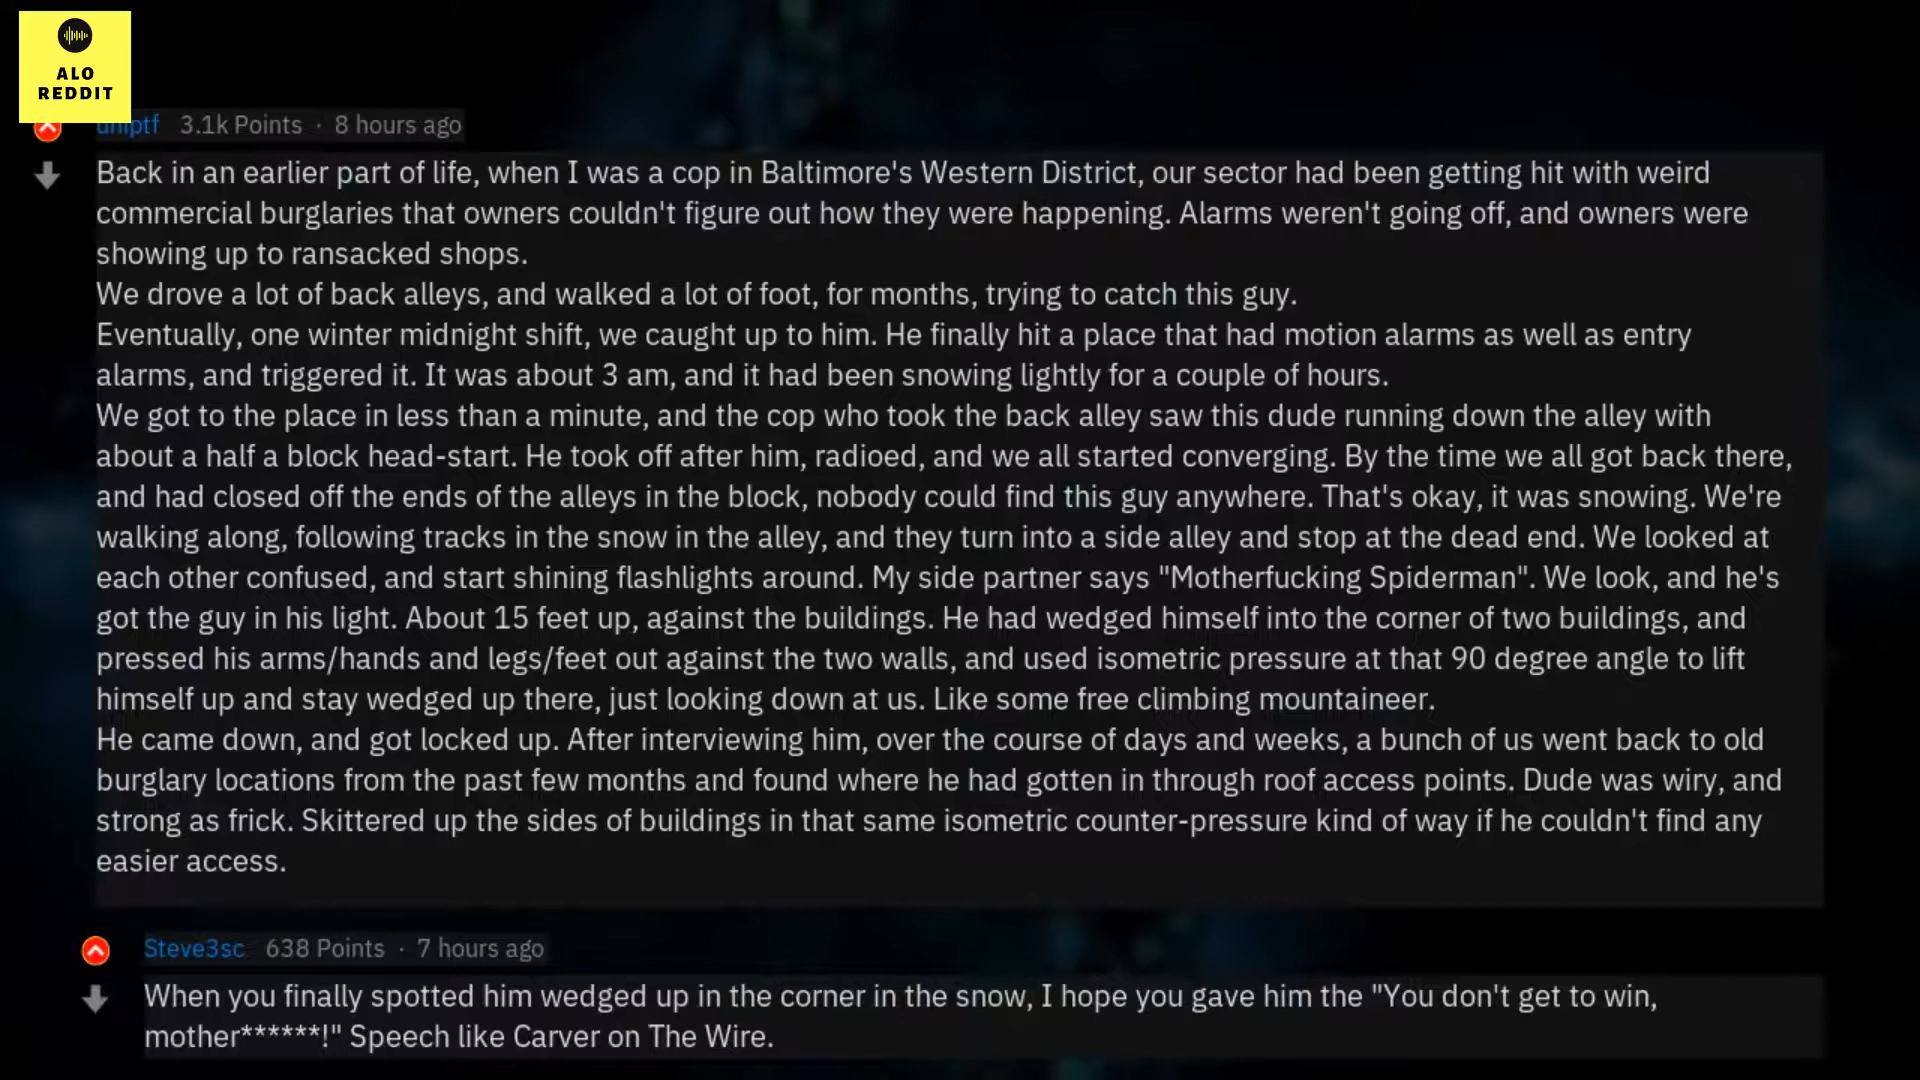 ALO
REDDIT
uniptf 3.1k Points · 8 hours ago
Back in an earlier part of life, when I was a cop in Baltimore's Western District, our sector had been getting hit with weird
commercial burglaries that owners couldn't figure out how they were happening. Alarms weren't going off, and owners were
showing up to ransacked shops.
We drove a lot of back alleys, and walked a lot of foot, for months, trying to catch this guy.
Eventually, one winter midnight shift, we caught up to him. He finally hit a place that had motion alarms as well as entry
alarms, and triggered it. It was about 3 am, and it had been snowing lightly for a couple of hours.
We got to the place in less than a minute, and the cop who took the back alley saw this dude running down the alley with
about a half a block head-start. He took off after him, radioed, and we all started converging. By the time we all got back there,
and had closed off the ends of the alleys in the block, nobody could find this guy anywhere. That's okay, it was snowing. We're
walking along, following tracks in the snow in the alley, and they turn into a side alley and stop at the dead end. We looked at
each other confused, and start shining flashlights around. My side partner says "Motherfucking Spiderman". We look, and he's
got the guy in his light. About 15 feet up, against the buildings. He had wedged himself into the corner of two buildings, and
pressed his arms/hands and legs/feet out against the two walls, and used isometric pressure at that 90 degree angle to lift
himself up and stay wedged up there, just looking down at us. Like some free climbing mountaineer.
He came down, and got locked up. After interviewing him, over the course of days and weeks, a bunch of us went back to old
burglary locations from the past few months and found where he had gotten in through roof access points. Dude was wiry, and
strong as frick. Skittered up the sides of buildings in that same isometric counter-pressure kind of way if he couldn't find any
easier access.
Steve3sc 638 Points · 7 hours ago
When you finally spotted him wedged up in the corner in the snow, I hope you gave him the "You don't get to win,
mother******!" Speech like Carver on The Wire.